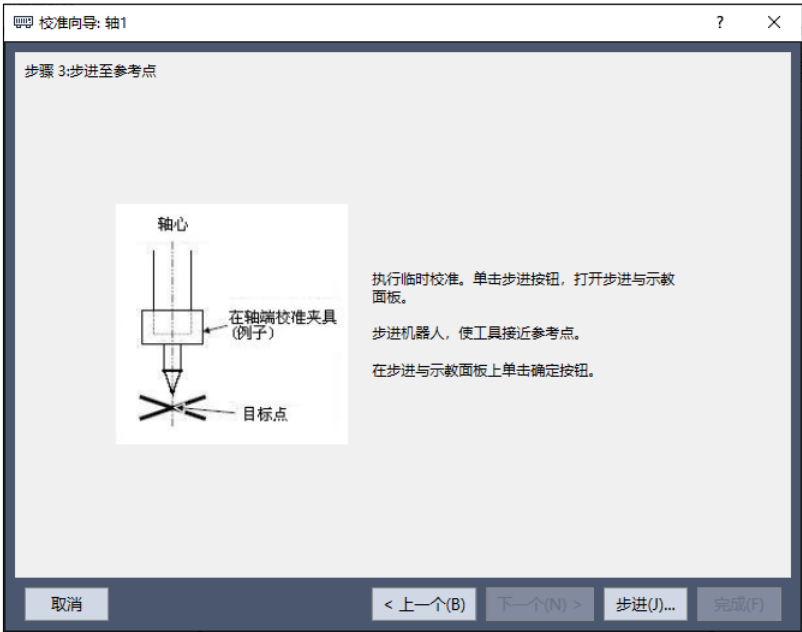 校准向导: 轴1
?
步骤 3:步进至参考点
轴心
在轴端校准夹具
(例子)
目标点
执行临时校准。单击步进按钮，打开步进与示教
面板。
步进机器人，使工具接近参考点。
在步进与示教面板上单击确定按钮。
取消
< 上一个(B)
下一个(N) >
步进(J)...
完成(F)